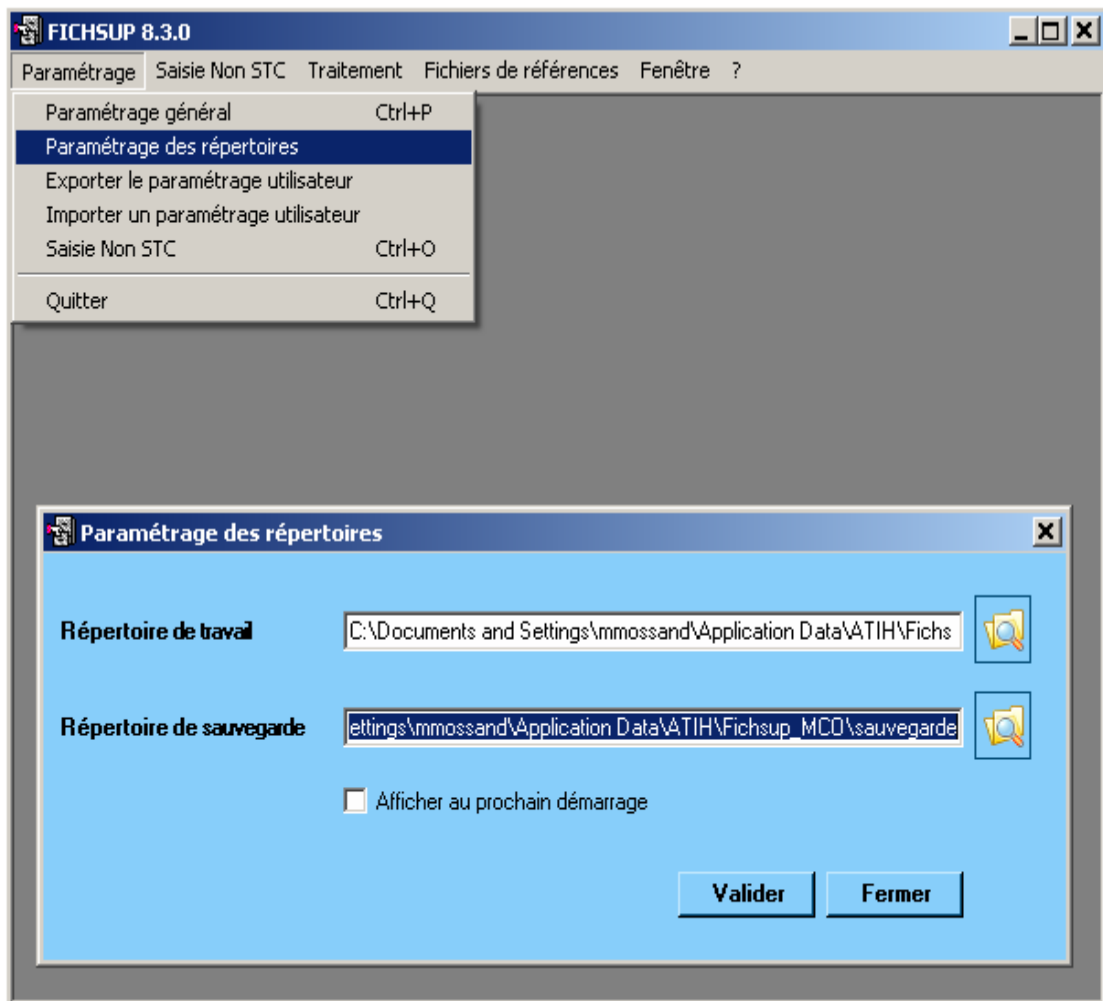 FICHSUP 8.3.0
Paramétrage Saisie Non STC Traitement Fichiers de références Fenêtre ?
Paramétrage général Ctrl+P
Paramétrage des répertoires
Exporter le paramétrage utilisateur
Importer un paramétrage utilisateur
Saisie Non STC Ctrl+O
Quitter Ctrl+Q
Paramétrage des répertoires
Répertoire de travail C:\Documents and Settings\mmossand\Application Data\ATIH\Fichs
Répertoire de sauvegarde ettings\mmossand\Application Data\ATIH\Fichsup_MCO\sauvegarde
Afficher au prochain démarrage
Valider Fermer